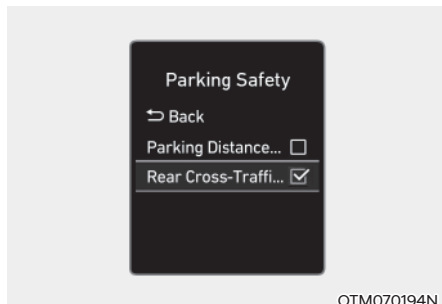 Parking Safety
Back
Parking Distance...
Rear Cross-Traffi...
OTM070194N